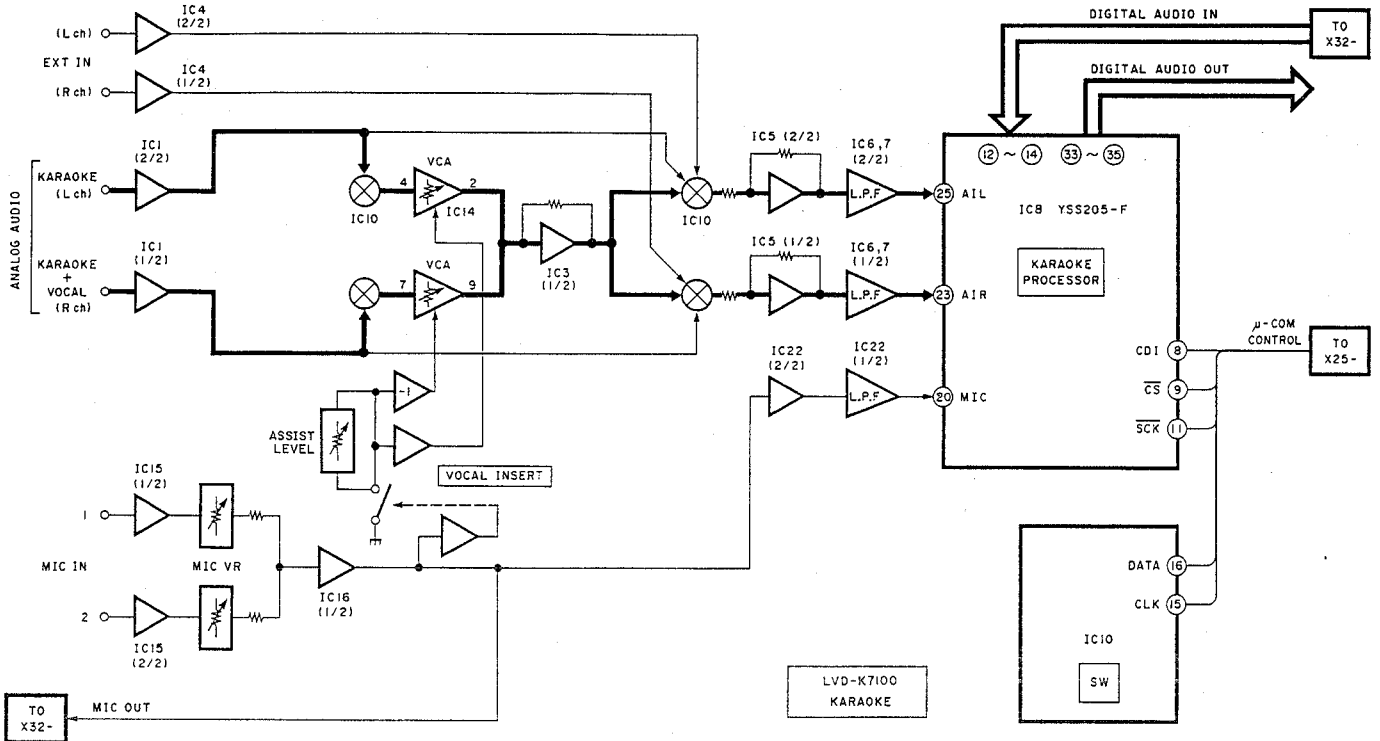 (L ch)
IC4
(2/2)
EXT IN
(R ch)
IC4
(1/2)
DIGITAL AUDIO IN
TO
X32-
DIGITAL AUDIO OUT
ANALOG AUDIO
KARAOKE
(L ch)
IC1
(2/2)
KARAOKE
+
VOCAL
(R ch)
IC1
(1/2)
IC10
4
VCA
2
IC14
7
VCA
9
IC3
(1/2)
IC10
IC5 (2/2)
IC6,7
(2/2)
L.P.F
IC5 (1/2)
IC6,7
(1/2)
L.P.F
IC22
(2/2)
IC22
(1/2)
L.P.F
12 ~ 14
33 ~ 35
25 AIL
IC8 YSS205-F
KARAOKE
PROCESSOR
23 AIR
20 MIC
CDI 8
CS 9
SCK 11
μ-COM
CONTROL
TO
X25-
ASSIST
LEVEL
-1
VOCAL INSERT
MIC IN
1
IC15
(1/2)
MIC VR
2
IC15
(2/2)
IC16
(1/2)
DATA 16
CLK 15
IC10
SW
LVD-K7100
KARAOKE
TO
X32-
MIC OUT